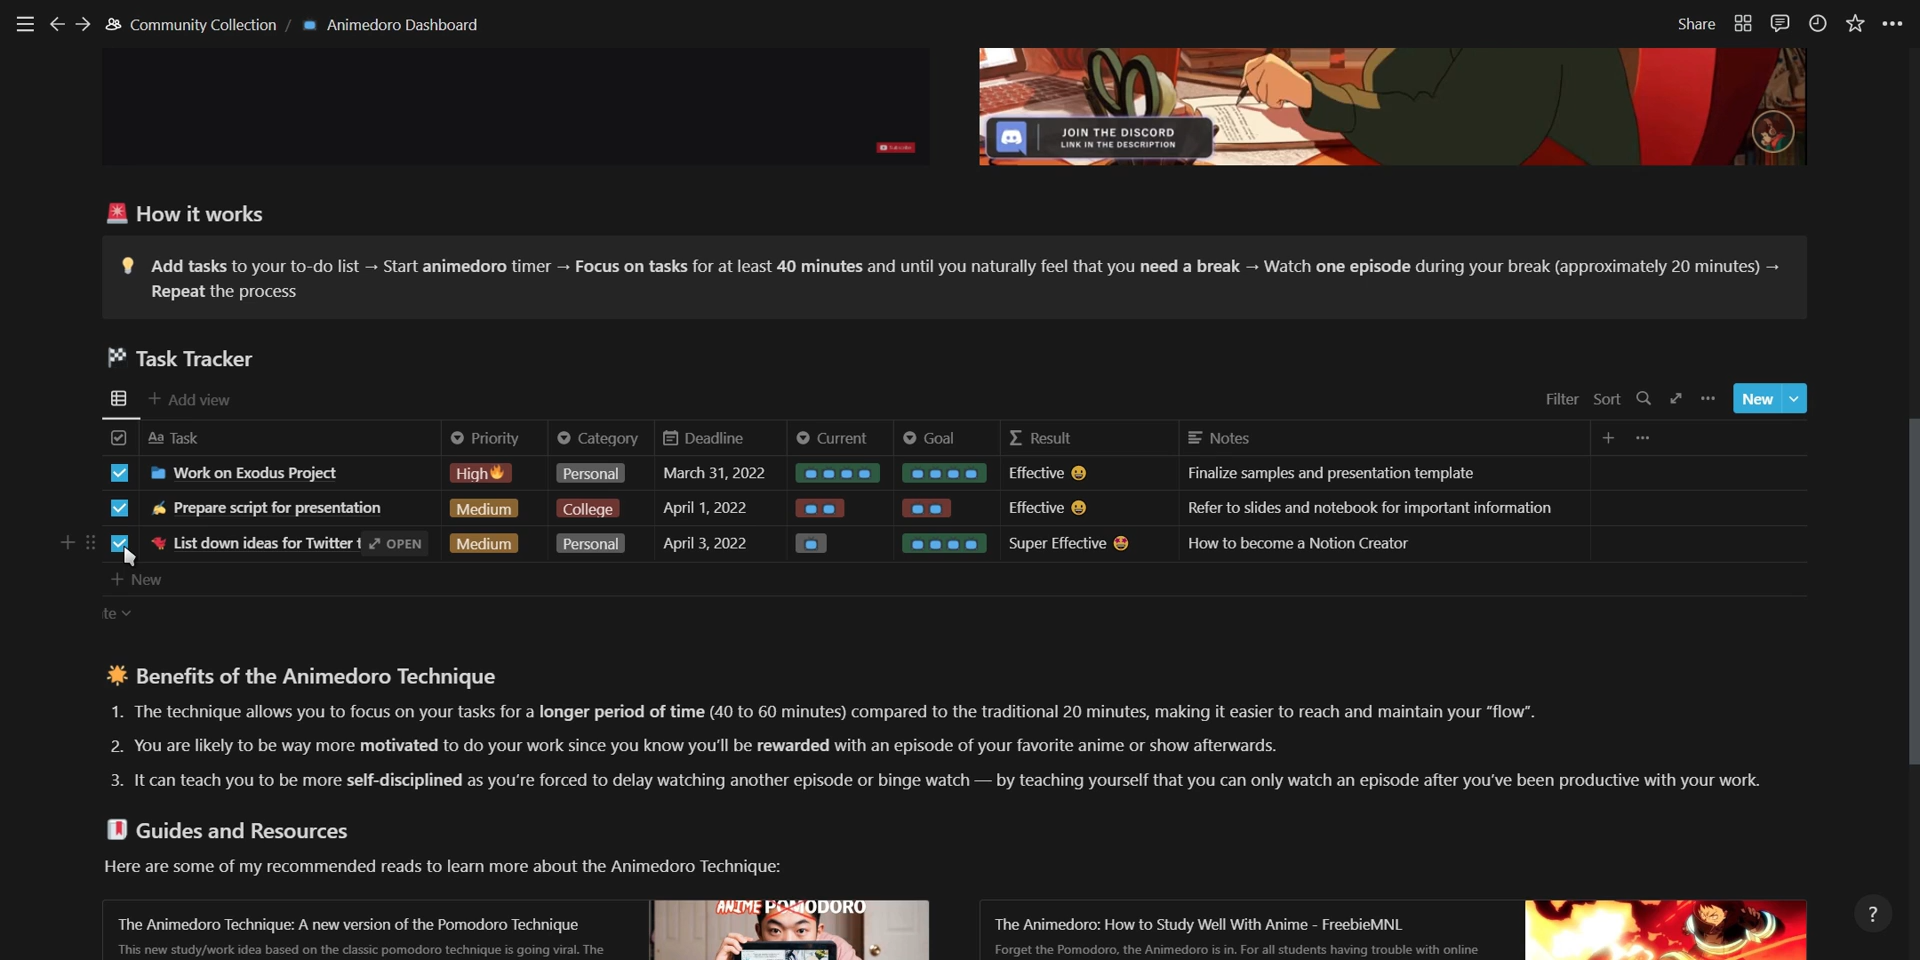 Community Collection / Animedoro Dashboard
Share
JOIN THE DISCORD
LINK IN THE DESCRIPTION
How it works
Add tasks to your to-do list → Start animedoro timer → Focus on tasks for at least 40 minutes and until you naturally feel that you need a break → Watch one episode during your break (approximately 20 minutes) →
Repeat the process
Task Tracker
+ Add view
Filter Sort New
Aa Task Priority Category Deadline Current Goal Σ Result Notes
Work on Exodus Project High Personal March 31, 2022 Effective Finalize samples and presentation template
Prepare script for presentation Medium College April 1, 2022 Effective Refer to slides and notebook for important information
List down ideas for Twitter t OPEN Medium Personal April 3, 2022 Super Effective How to become a Notion Creator
+ New
te
Benefits of the Animedoro Technique
1. The technique allows you to focus on your tasks for a longer period of time (40 to 60 minutes) compared to the traditional 20 minutes, making it easier to reach and maintain your “flow”.
2. You are likely to be way more motivated to do your work since you know you’ll be rewarded with an episode of your favorite anime or show afterwards.
3. It can teach you to be more self-disciplined as you’re forced to delay watching another episode or binge watch — by teaching yourself that you can only watch an episode after you’ve been productive with your work.
Guides and Resources
Here are some of my recommended reads to learn more about the Animedoro Technique:
The Animedoro Technique: A new version of the Pomodoro Technique
This new study/work idea based on the classic pomodoro technique is going viral. The
ANIME POMODORO
The Animedoro: How to Study Well With Anime - FreebieMNL
Forget the Pomodoro, the Animedoro is in. For all students having trouble with online
?